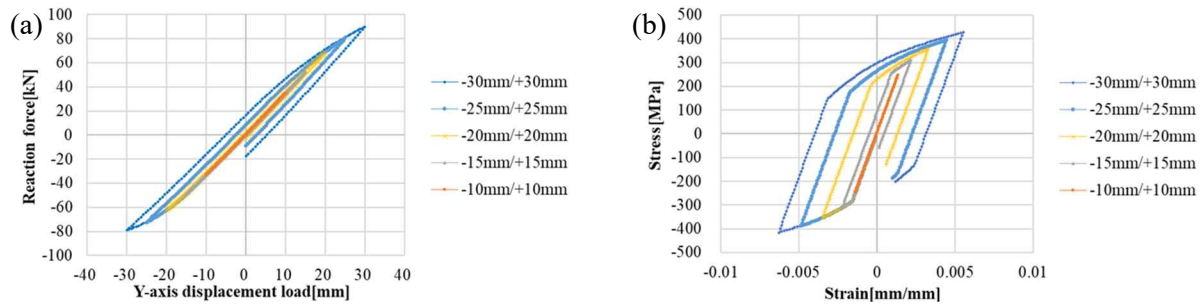 (a)
Reaction force[kN]
100
80
60
40
20
0
-20
-40
-60
-80
-100
-40 -30 -20 -10 0 10 20 30 40
Y-axis displacement load[mm]
-30mm/+30mm
-25mm/+25mm
-20mm/+20mm
-15mm/+15mm
-10mm/+10mm
(b)
Stress[MPa]
500
400
300
200
100
0
-100
-200
-300
-400
-500
-0.01 -0.005 0 0.005 0.01
Strain[mm/mm]
-30mm/+30mm
-25mm/+25mm
-20mm/+20mm
-15mm/+15mm
-10mm/+10mm